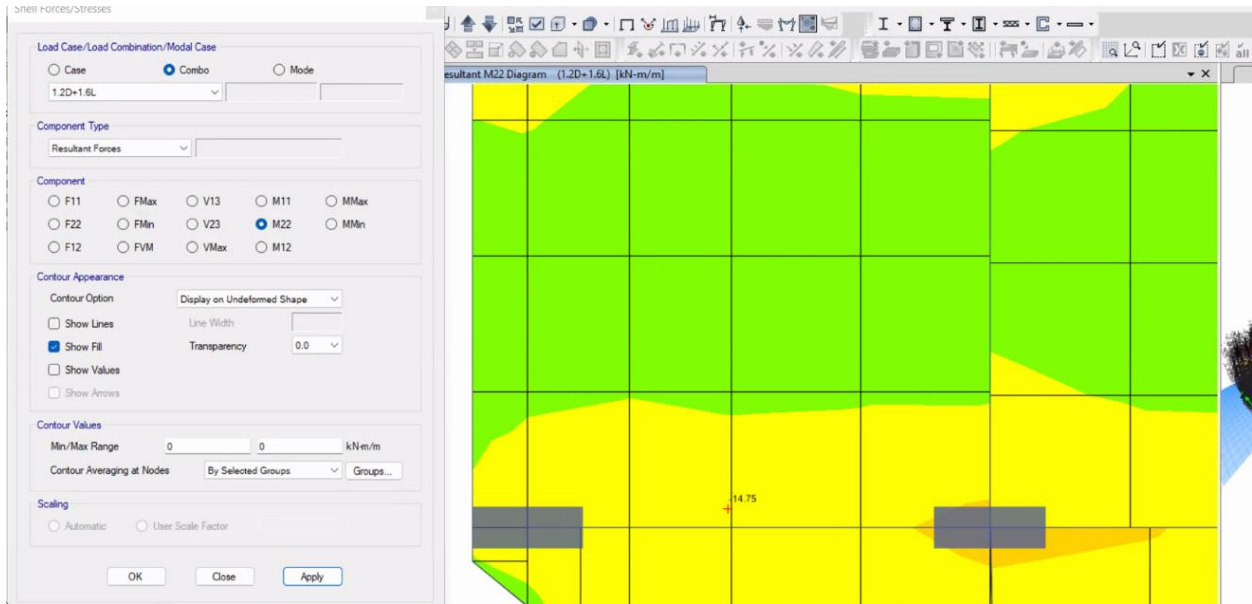 Shell Forces/Stresses
Load Case/Load Combination/Modal Case
Case Combo Mode
1.2D+1.6L
Component Type
Resultant Forces
Component
F11 FMax V13 M11 MMax
F22 FMin V23 M22 MMin
F12 FVM VMax M12
Contour Appearance
Contour Option Display on Undeformed Shape
Show Lines Line Width
Show Fill Transparency 0.0
Show Values
Show Arrows
Contour Values
Min/Max Range 0 0 kN-m/m
Contour Averaging at Nodes By Selected Groups Groups...
Scaling
Automatic User Scale Factor
OK Close Apply
all
esultant M22 Diagram (1.2D+1.6L) [kN-m/m]
-14.75